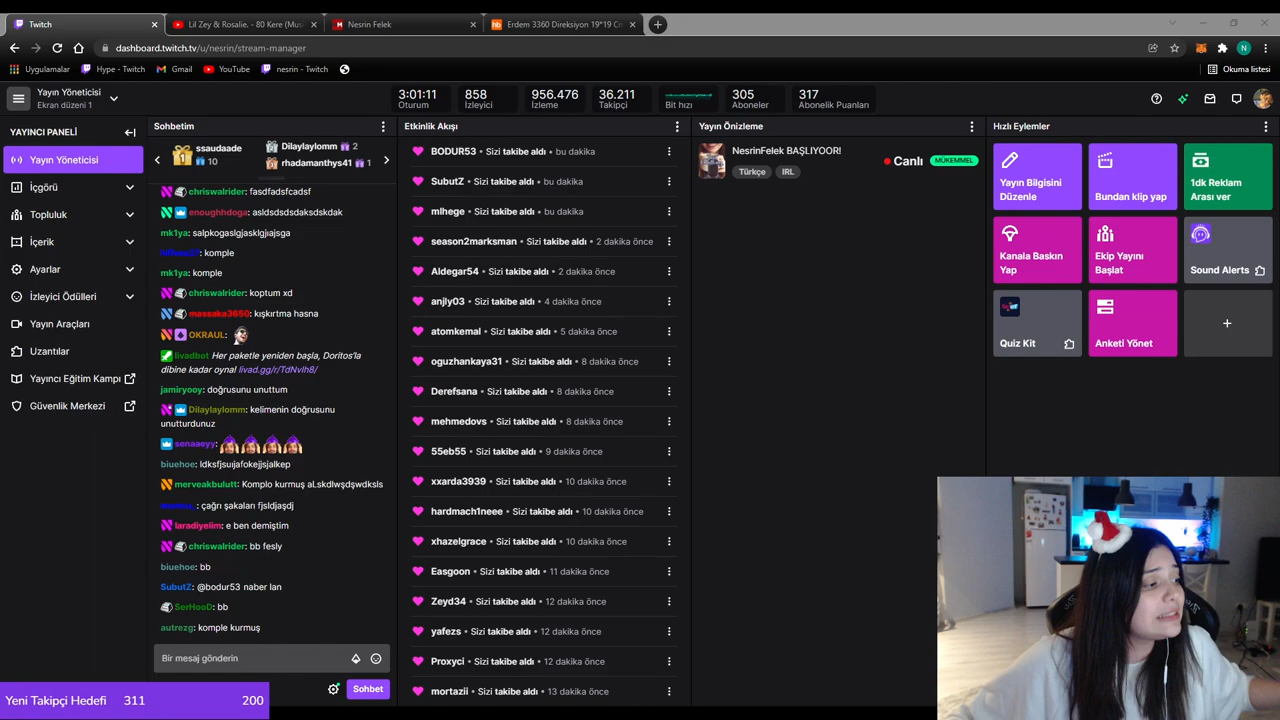 Twitch
Lil Zey & Rosalie. - 80 Kere (Mus
Nesrin Felek
Erdem 3360 Direksiyon 19*19 Cr
dashboard.twitch.tv/u/nesrin/stream-manager
Uygulamalar
Hype - Twitch
Gmail
YouTube
nesrin - Twitch
Okuma listesi
Yayın Yöneticisi
Ekran düzeni 1
3:01:11
Oturum
858
İzleyici
956.476
İzleme
36.211
Takipçi
Bit hızı
305
Aboneler
317
Abonelik Puanları
YAYINCI PANELİ
Yayın Yöneticisi
İçgörü
Topluluk
İçerik
Ayarlar
İzleyici Ödülleri
Yayın Araçları
Uzantılar
Yayıncı Eğitim Kampı
Güvenlik Merkezi
Sohbetim
ssaudaade
10
Dilaylaylomm 2
rhadamanthys41 1
chriswalrider: fasdfadsfcadsf
enoughhdoga: asldsdsdsdaksdskdak
mk1ya: salpkogaslgjasklgjıajsga
: komple
mk1ya: komple
chriswalrider: koptum xd
massaka3650: kışkırtma hasna
OKRAUL:
livadbot Her paketle yeniden başla, Doritos'la
dibine kadar oyna! livad.gg/r/TdNvlh8/
jamiryooy: doğrusunu unuttum
Dilaylaylomm: kelimenin doğrusunu
unutturdunuz
senaaeyy:
biuehoe: ldksfjsuıjafokejjsjalkep
merveakbulutt: Komplo kurmuş aLskdlwşdşwdksls
: çağrı şakaları fjsldjaşdj
laradiyelim: e ben demiştim
chriswalrider: bb fesly
biuehoe: bb
SubutZ: @bodur53 naber lan
SerHooD: bb
autrezg: komple kurmuş
Bir mesaj gönderin
Sohbet
Yeni Takipçi Hedefi 311 200
Etkinlik Akışı
BODUR53 • Sizi takibe aldı • bu dakika
SubutZ • Sizi takibe aldı • bu dakika
mlhege • Sizi takibe aldı • bu dakika
season2marksman • Sizi takibe aldı • 2 dakika önce
Aldegar54 • Sizi takibe aldı • 2 dakika önce
anjly03 • Sizi takibe aldı • 4 dakika önce
atomkemal • Sizi takibe aldı • 5 dakika önce
oguzhankaya31 • Sizi takibe aldı • 8 dakika önce
Derefsana • Sizi takibe aldı • 8 dakika önce
mehmedovs • Sizi takibe aldı • 8 dakika önce
55eb55 • Sizi takibe aldı • 9 dakika önce
xxarda3939 • Sizi takibe aldı • 10 dakika önce
hardmach1neee • Sizi takibe aldı • 10 dakika önce
xhazelgrace • Sizi takibe aldı • 10 dakika önce
Easgoon • Sizi takibe aldı • 11 dakika önce
Zeyd34 • Sizi takibe aldı • 12 dakika önce
yafezs • Sizi takibe aldı • 12 dakika önce
Proxyci • Sizi takibe aldı • 12 dakika önce
mortazii • Sizi takibe aldı • 13 dakika önce
Yayın Önizleme
NesrinFelek BAŞLIYOOR!
Türkçe
IRL
Canlı
MÜKEMMEL
Hızlı Eylemler
Yayın Bilgisini
Düzenle
Bundan klip yap
1dk Reklam
Arası ver
Kanala Baskın
Yap
Ekip Yayını
Başlat
Sound Alerts
Quiz Kit
Anketi Yönet